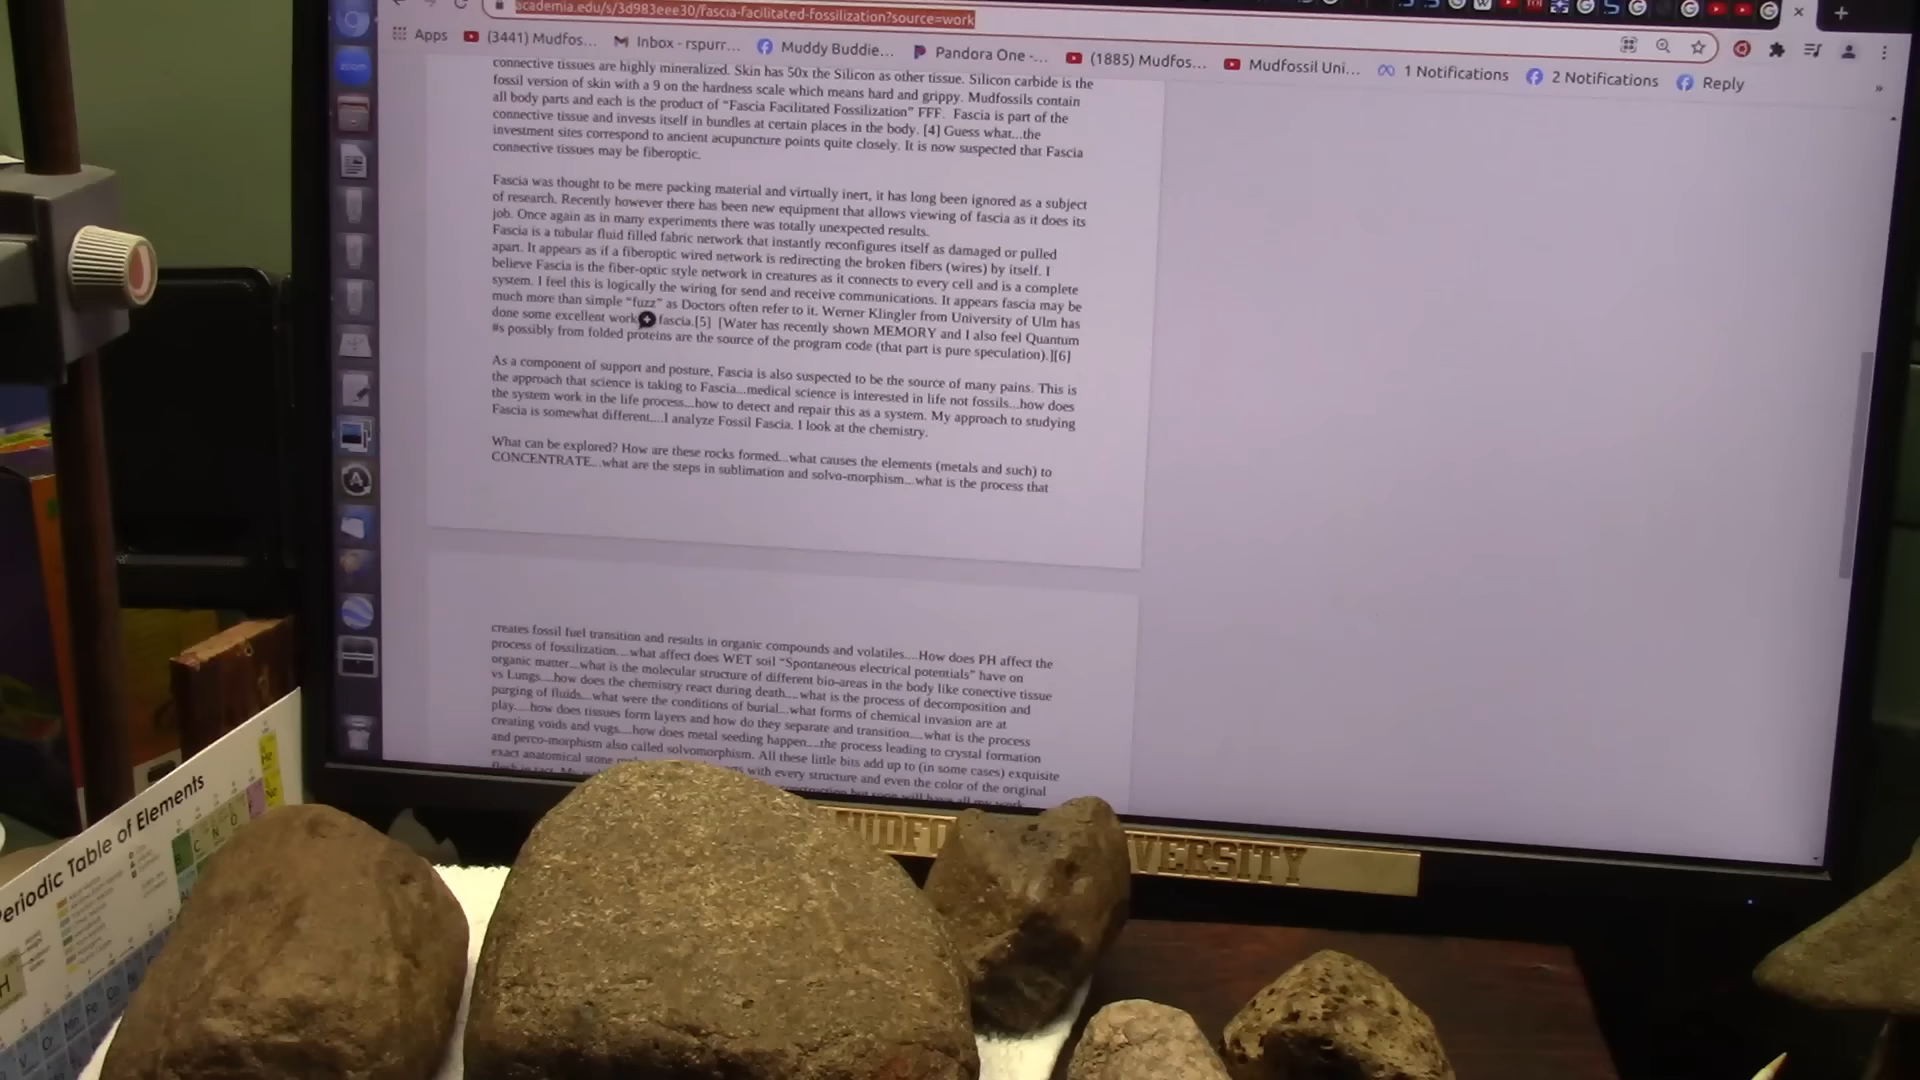 academia.edu/s/3d983eee30/fascia-facilitated-fossilization?source=work
Apps
(3441) Mudfos...
Inbox - rspurr...
Muddy Buddie...
Pandora One -...
(1885) Mudfos...
Mudfossil Uni...
1 Notifications
2 Notifications
Reply
connective tissues are highly mineralized. Skin has 50x the Silicon as other tissue. Silicon carbide is the
fossil version of skin with a 9 on the hardness scale which means hard and grippy. Mudfossils contain
all body parts and each is the product of "Fascia Facilitated Fossilization" FFF. Fascia is part of the
connective tissue and invests itself in bundles at certain places in the body. [4] Guess what...the
investment sites correspond to ancient acupuncture points quite closely. It is now suspected that Fascia
connective tissues may be fiberoptic.
Fascia was thought to be mere packing material and virtually inert, it has long been ignored as a subject
of research. Recently however there has been new equipment that allows viewing of fascia as it does its
job. Once again as in many experiments there was totally unexpected results.
Fascia is a tubular fluid filled fabric network that instantly reconfigures itself as damaged or pulled
apart. It appears as if a fiberoptic wired network is redirecting the broken fibers (wires) by itself. I
believe Fascia is the fiber-optic style network in creatures as it connects to every cell and is a complete
system. I feel this is logically the wiring for send and receive communications. It appears fascia may be
much more than simple "fuzz" as Doctors often refer to it. Werner Klingler from University of Ulm has
done some excellent work fascia.[5] [Water has recently shown MEMORY and I also feel Quantum
#s possibly from folded proteins are the source of the program code (that part is pure speculation).][6]
As a component of support and posture, Fascia is also suspected to be the source of many pains. This is
the approach that science is taking to Fascia...medical science is interested in life not fossils...how does
the system work in the life process...how to detect and repair this as a system. My approach to studying
Fascia is somewhat different....I analyze Fossil Fascia. I look at the chemistry.
What can be explored? How are these rocks formed...what causes the elements (metals and such) to
CONCENTRATE...what are the steps in sublimation and solvo-morphism...what is the process that
creates fossil fuel transition and results in organic compounds and volatiles....How does PH affect the
process of fossilization....what affect does WET soil "Spontaneous electrical potentials" have on
organic matter...what is the molecular structure of different bio-areas in the body like conective tissue
vs Lungs....how does the chemistry react during death....what is the process of decomposition and
purging of fluids...what were the conditions of burial...what forms of chemical invasion are at
play.....how does tissues form layers and how do they separate and transition....what is the process
creating voids and vugs....how does metal seeding happen....the process leading to crystal formation
and perco-morphism also called solvomorphism. All these little bits add up to (in some cases) exquisite
exact anatomical stone with every structure and even the color of the original
but soon will have all my work
MUDFO VERSITY
Periodic Table of Elements
He
Ne
B C N O F
H
V Cr Mn Fe Co